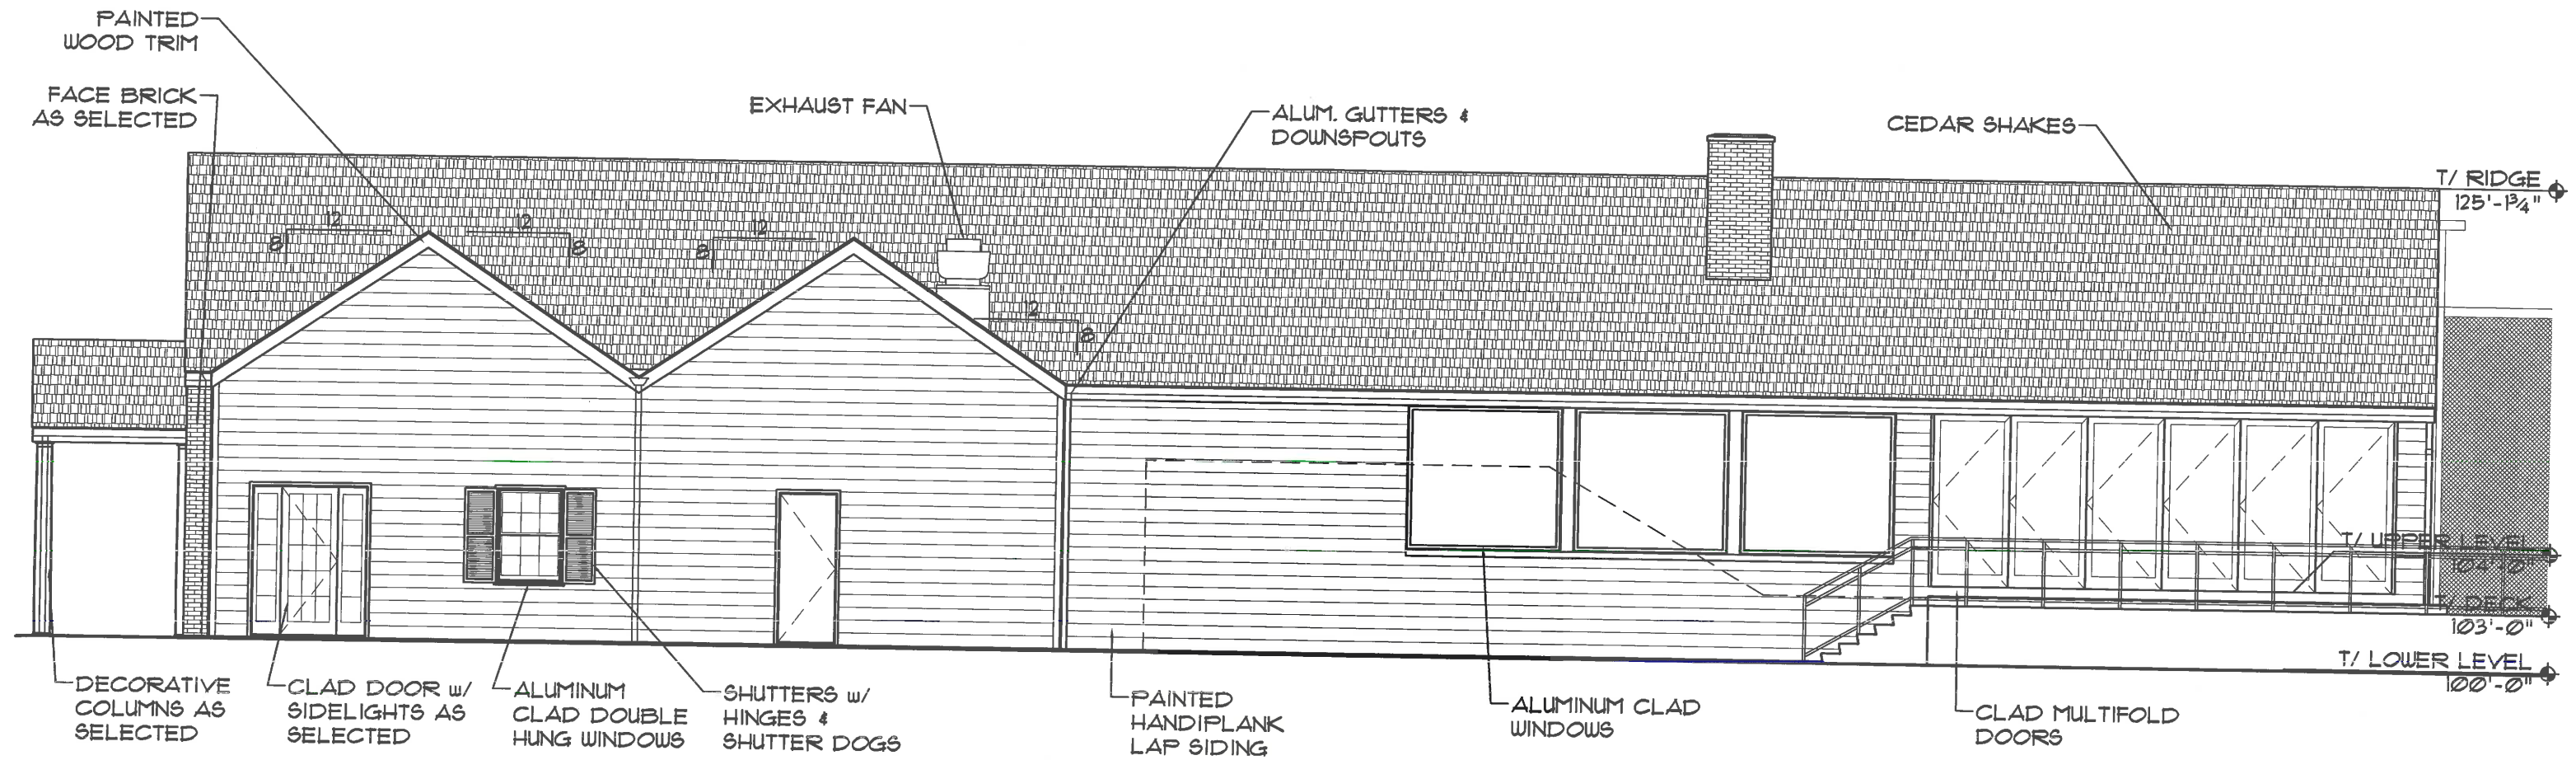 PAINTED
WOOD TRIM
FACE BRICK
AS SELECTED
EXHAUST FAN
ALUM. GUTTERS &
DOWNSPOUTS
CEDAR SHAKES
T/ RIDGE
125'-1¾"
12
8
12
8
12
8
12
8
T/ UPPER LEVEL
104'-0"
T/ DECK
103'-0"
T/ LOWER LEVEL
100'-0"
DECORATIVE
COLUMNS AS
SELECTED
CLAD DOOR w/
SIDELIGHTS AS
SELECTED
ALUMINUM
CLAD DOUBLE
HUNG WINDOWS
SHUTTERS w/
HINGES &
SHUTTER DOGS
PAINTED
HANDIPLANK
LAP SIDING
ALUMINUM CLAD
WINDOWS
CLAD MULTIFOLD
DOORS